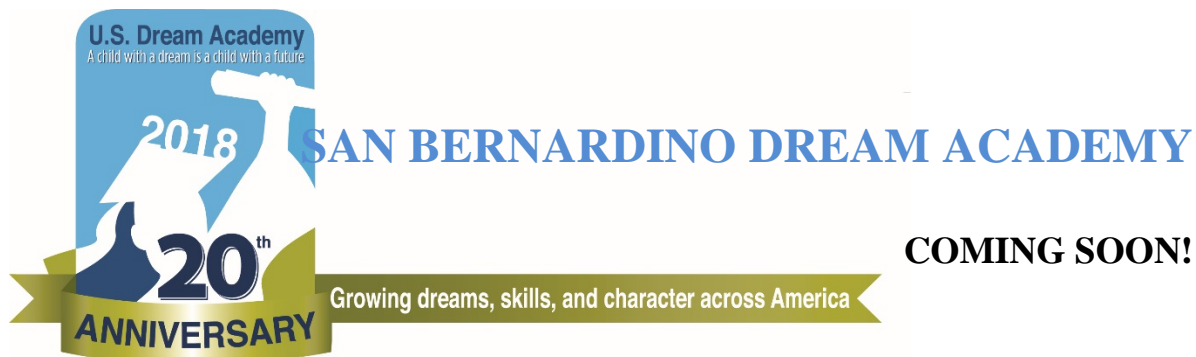 U.S. Dream Academy
A child with a dream is a child with a future
2018
SAN BERNARDINO DREAM ACADEMY
COMING SOON!
20th
Growing dreams, skills, and character across America
ANNIVERSARY